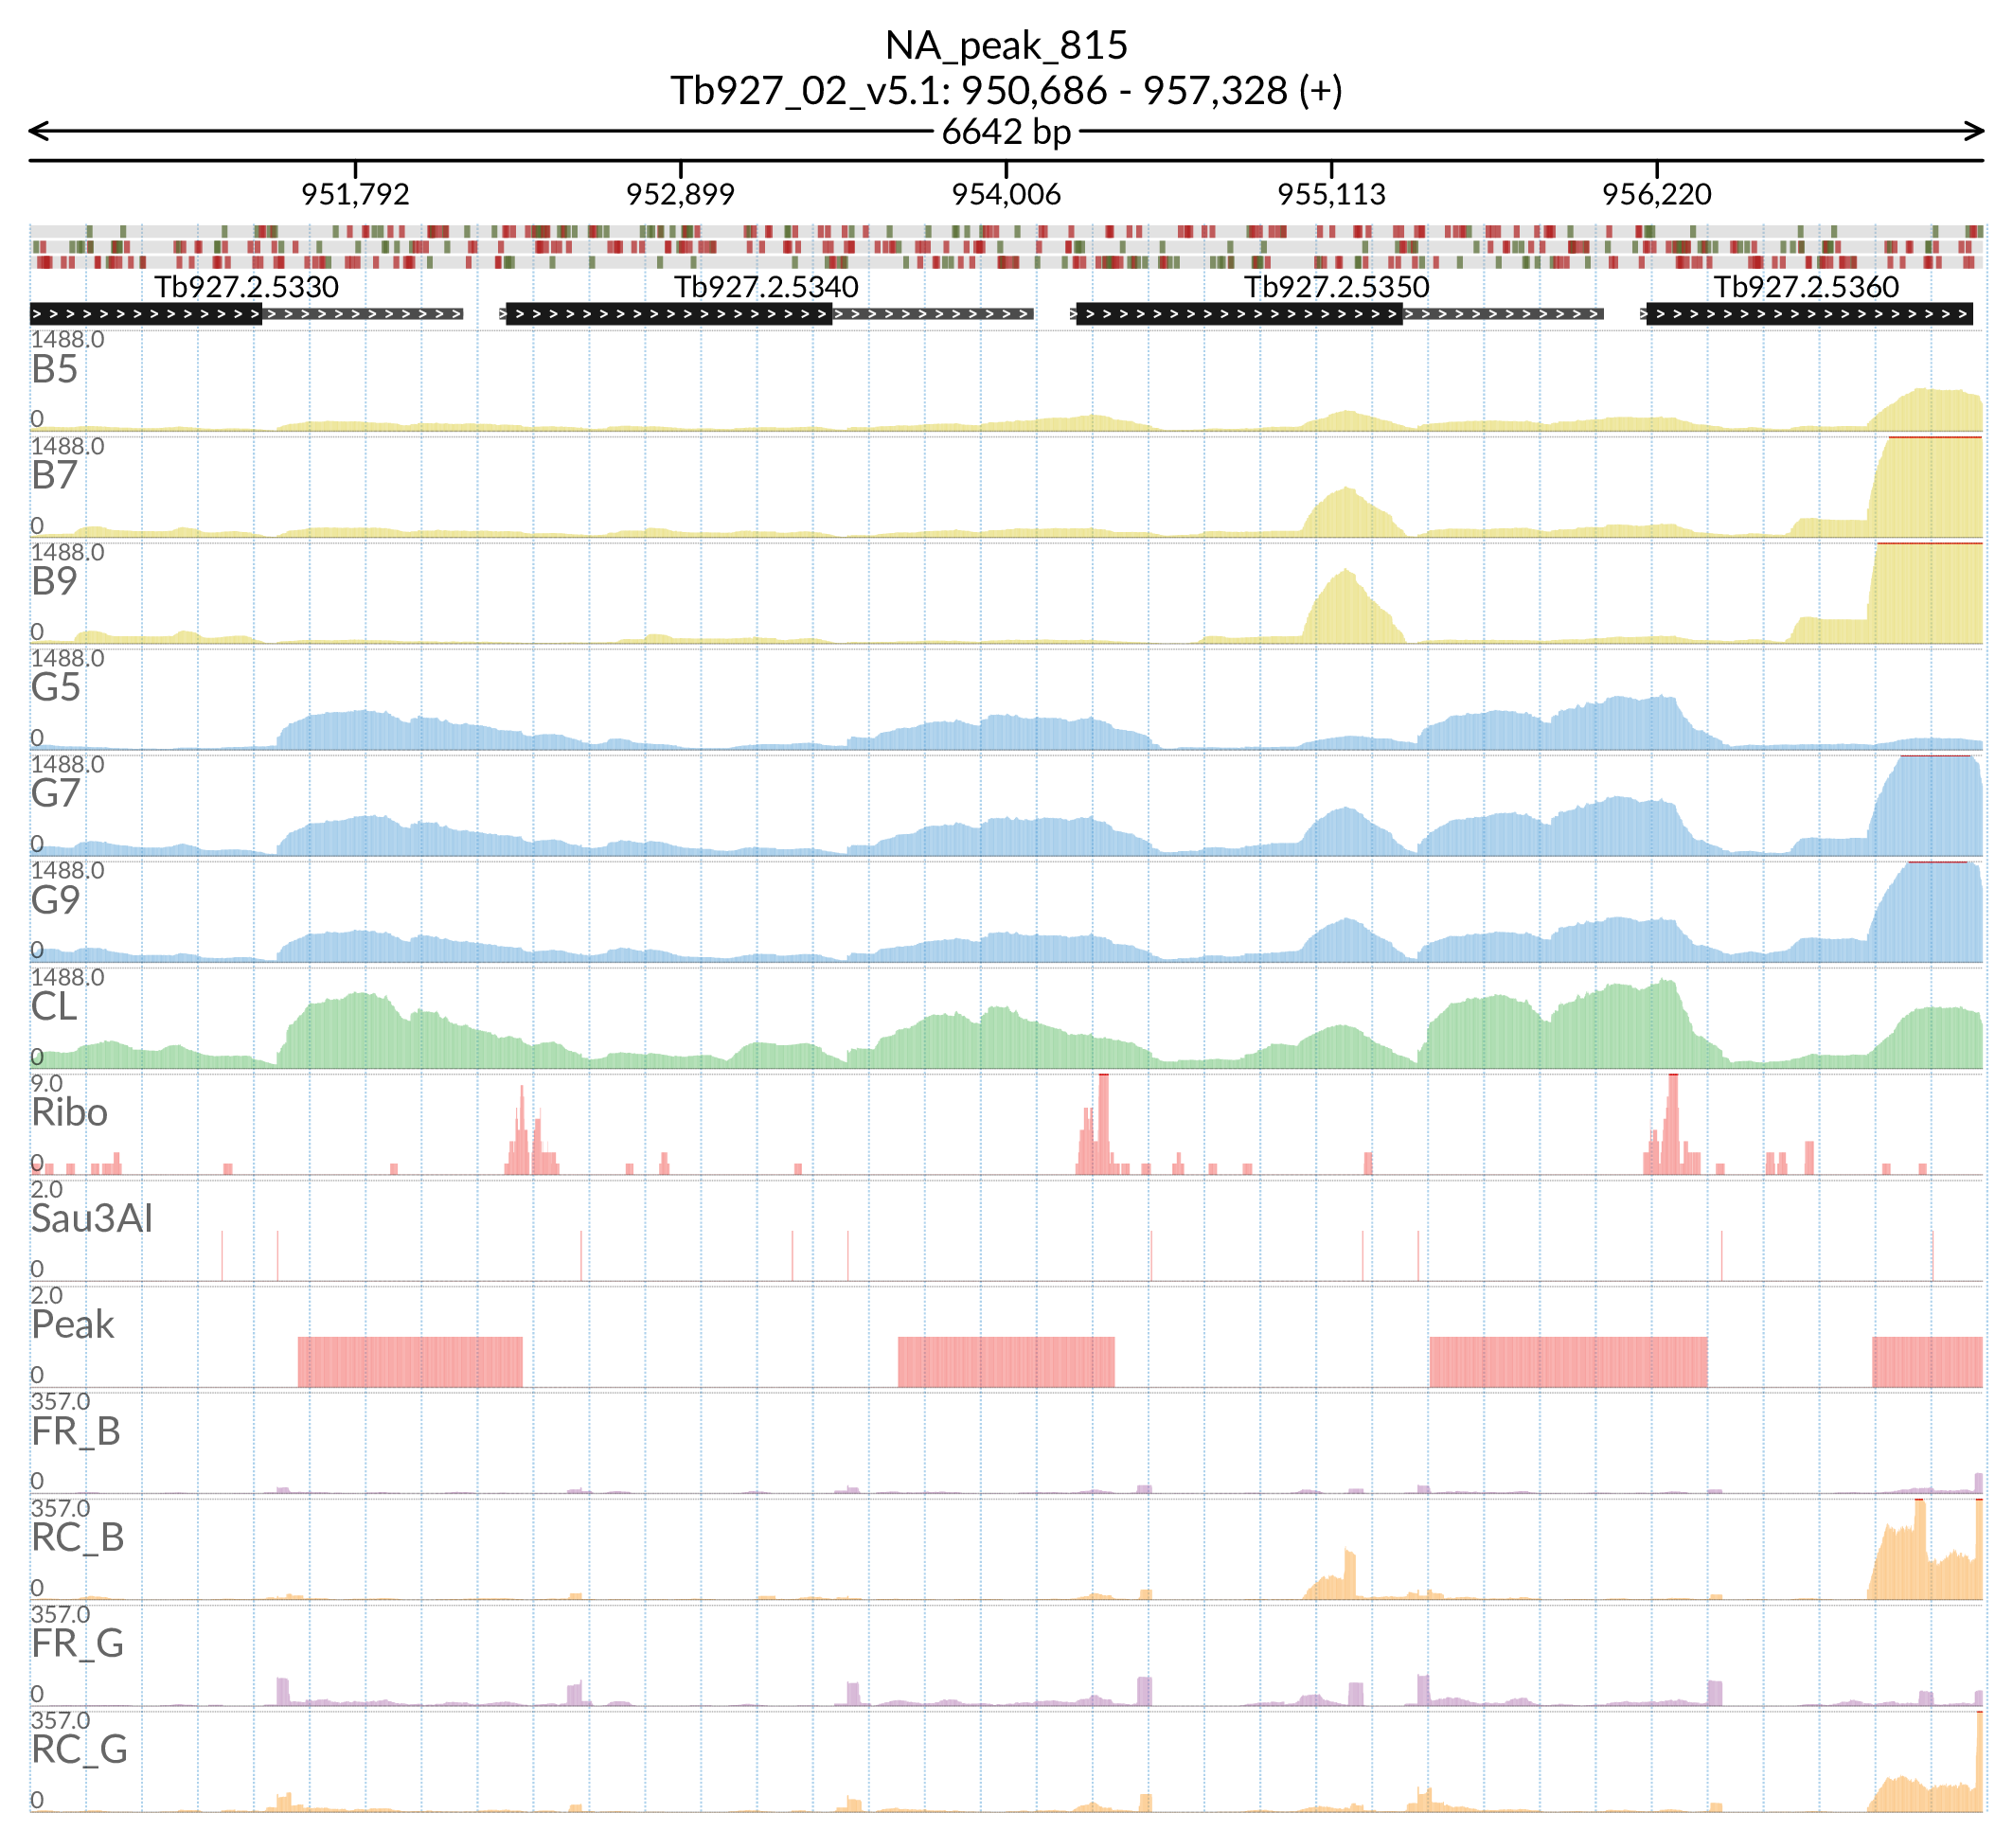 NA_peak_815
Tb927_02_v5.1: 950,686 - 957,328 (+)
6642 bp
951,792 952,899 954,006 955,113 956,220
Tb927.2.5330 Tb927.2.5340 Tb927.2.5350 Tb927.2.5360
1488.0
B5
0
1488.0
B7
0
1488.0
B9
0
1488.0
G5
0
1488.0
G7
0
1488.0
G9
0
1488.0
CL
0
9.0
Ribo
0
2.0
Sau3AI
0
2.0
Peak
0
357.0
FR_B
0
357.0
RC_B
0
357.0
FR_G
0
357.0
RC_G
0